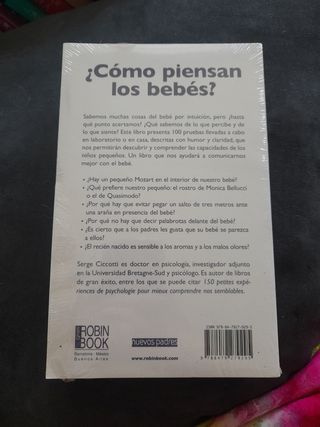 ¿Cómo piensan
los bebés?
Sabemos muchas cosas del bebé por intuición, pero ¿hasta
qué punto acertamos? ¿Qué sabemos de lo que percibe y de
lo que siente? Este libro presenta 100 pruebas llevadas a cabo
en laboratorio o en casa, descritas con humor y claridad, que
nos permitirán descubrir y comprender las capacidades de los
niños pequeños. Un libro que nos ayudará a comunicarnos
mejor con el bebé.
• ¿Hay un pequeño Mozart en el interior de nuestro bebé?
• ¿Qué prefiere nuestro pequeño: el rostro de Monica Bellucci
o el de Quasimodo?
• ¿Por qué hay que evitar pegar un salto de tres metros ante
una araña en presencia del bebé?
• ¿Por qué no hay que decir palabrotas delante del bebé?
• ¿Es cierto que a los padres les gusta que su bebé se parezca
a ellos?
• ¿El recién nacido es sensible a los aromas y a los malos olores?
Serge Ciccotti es doctor en psicología, investigador adjunto
en la Universidad Bretagne-Sud y psicólogo. Es autor de libros
de gran éxito, entre los que se puede citar 150 petites expé-
riences de psychologie pour mieux comprendre nos semblables.
ROBIN
BOOK
Barcelona - México
Buenos Aires
nuevos padres
www.robinbook.com